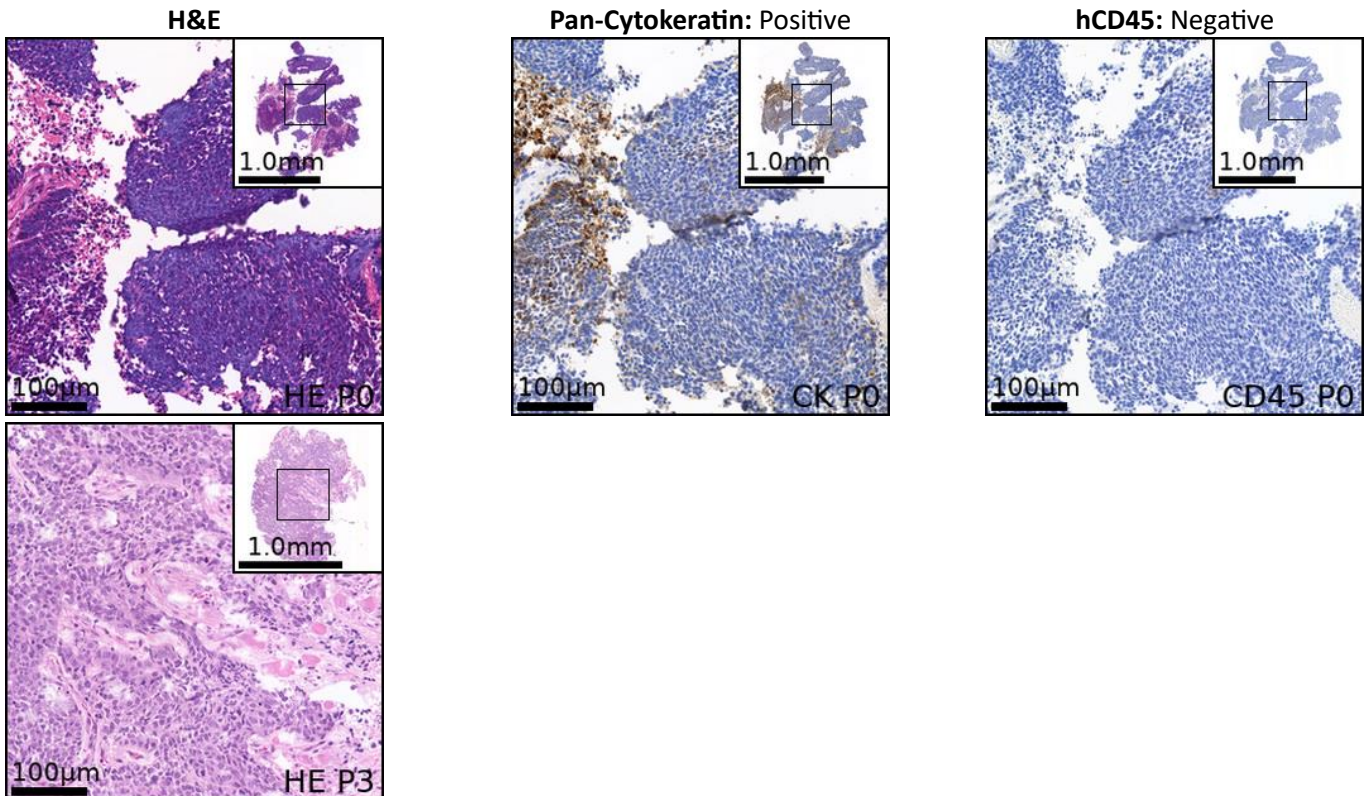 H&E
Pan-Cytokeratin: Positive
hCD45: Negative
1.0mm
100μm
HE P0
1.0mm
100μm
CK P0
1.0mm
100μm
CD45 P0
1.0mm
100μm
HE P3